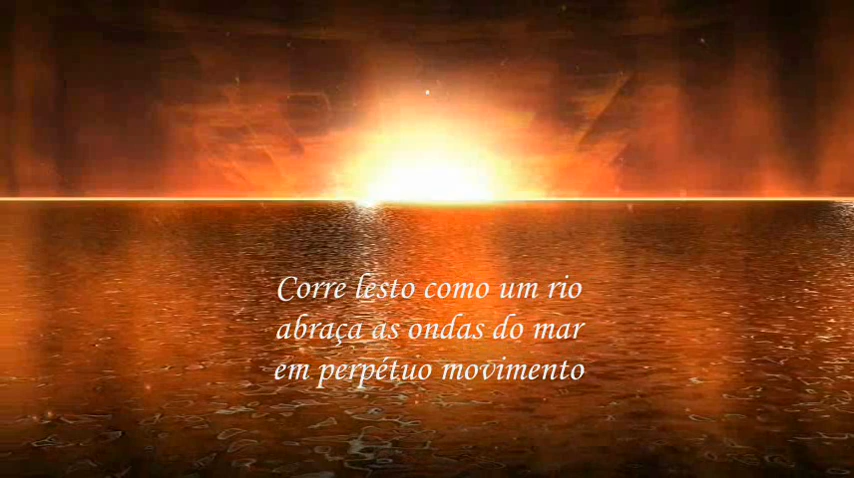 Corre lesto como um rio
abraça as ondas do mar
em perpétuo movimento